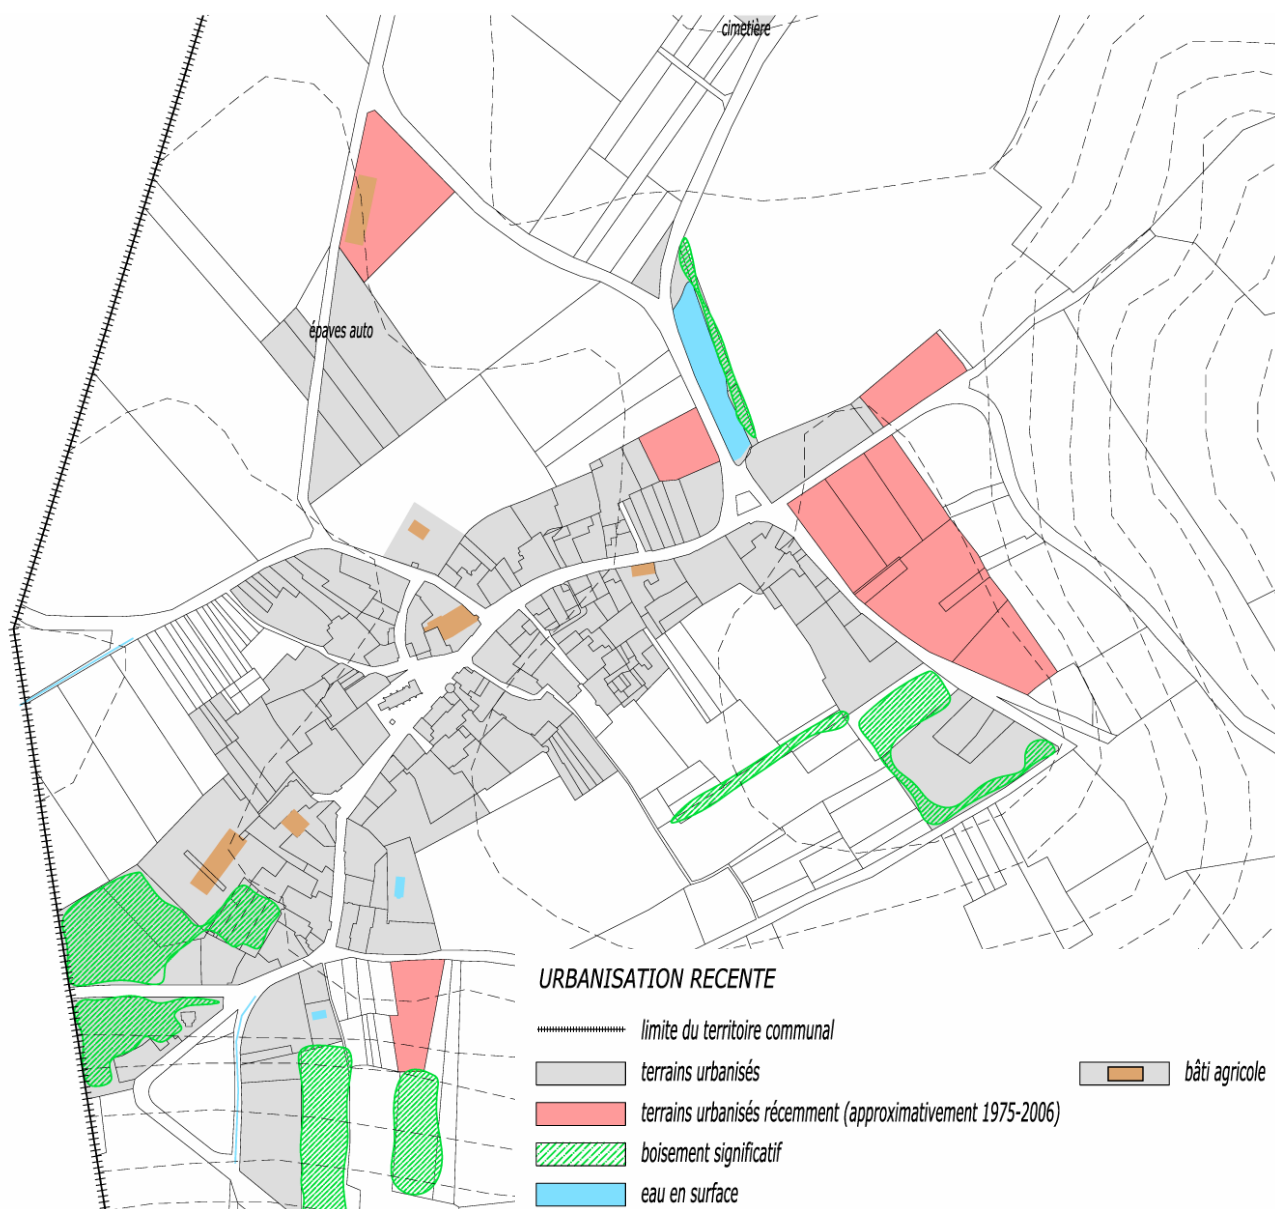 cimetière
épaves auto
URBANISATION RECENTE
limite du territoire communal
terrains urbanisés
bâti agricole
terrains urbanisés récemment (approximativement 1975-2006)
boisement significatif
eau en surface